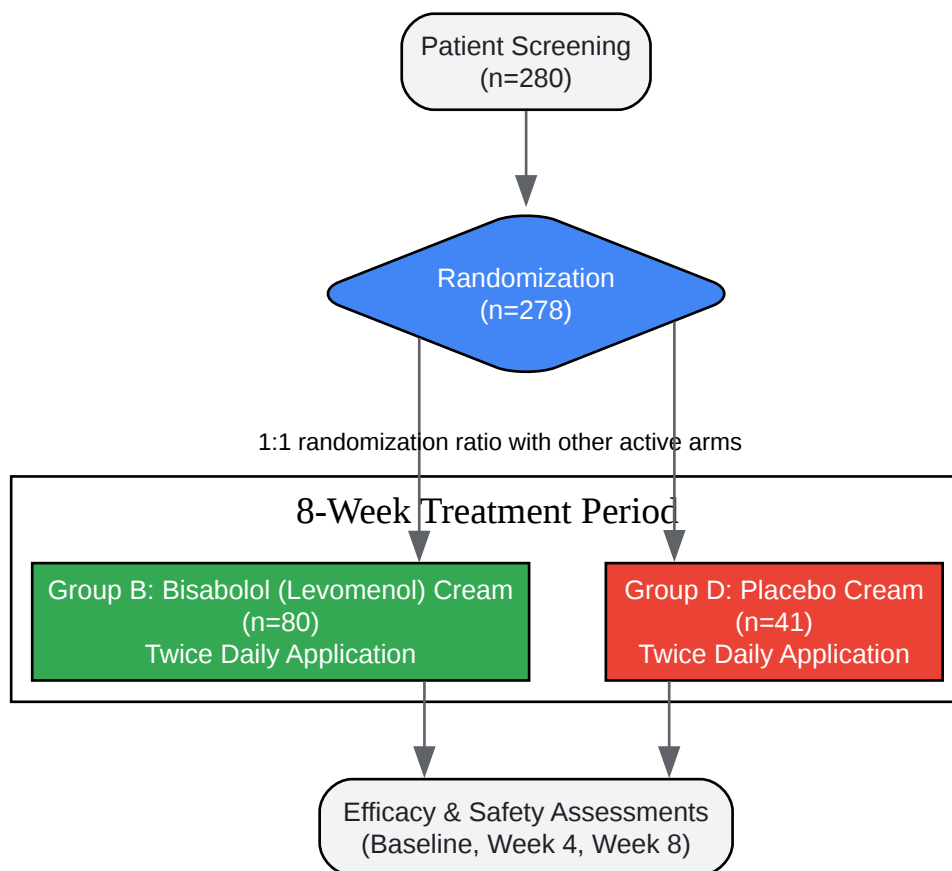 Patient Screening
(n=280)
Randomization
(n=278)
1:1 randomization ratio with other active arms
8-Week Treatment Period
Group B: Bisabolol (Levomenol) Cream
(n=80)
Twice Daily Application
Group D: Placebo Cream
(n=41)
Twice Daily Application
Efficacy & Safety Assessments
(Baseline, Week 4, Week 8)